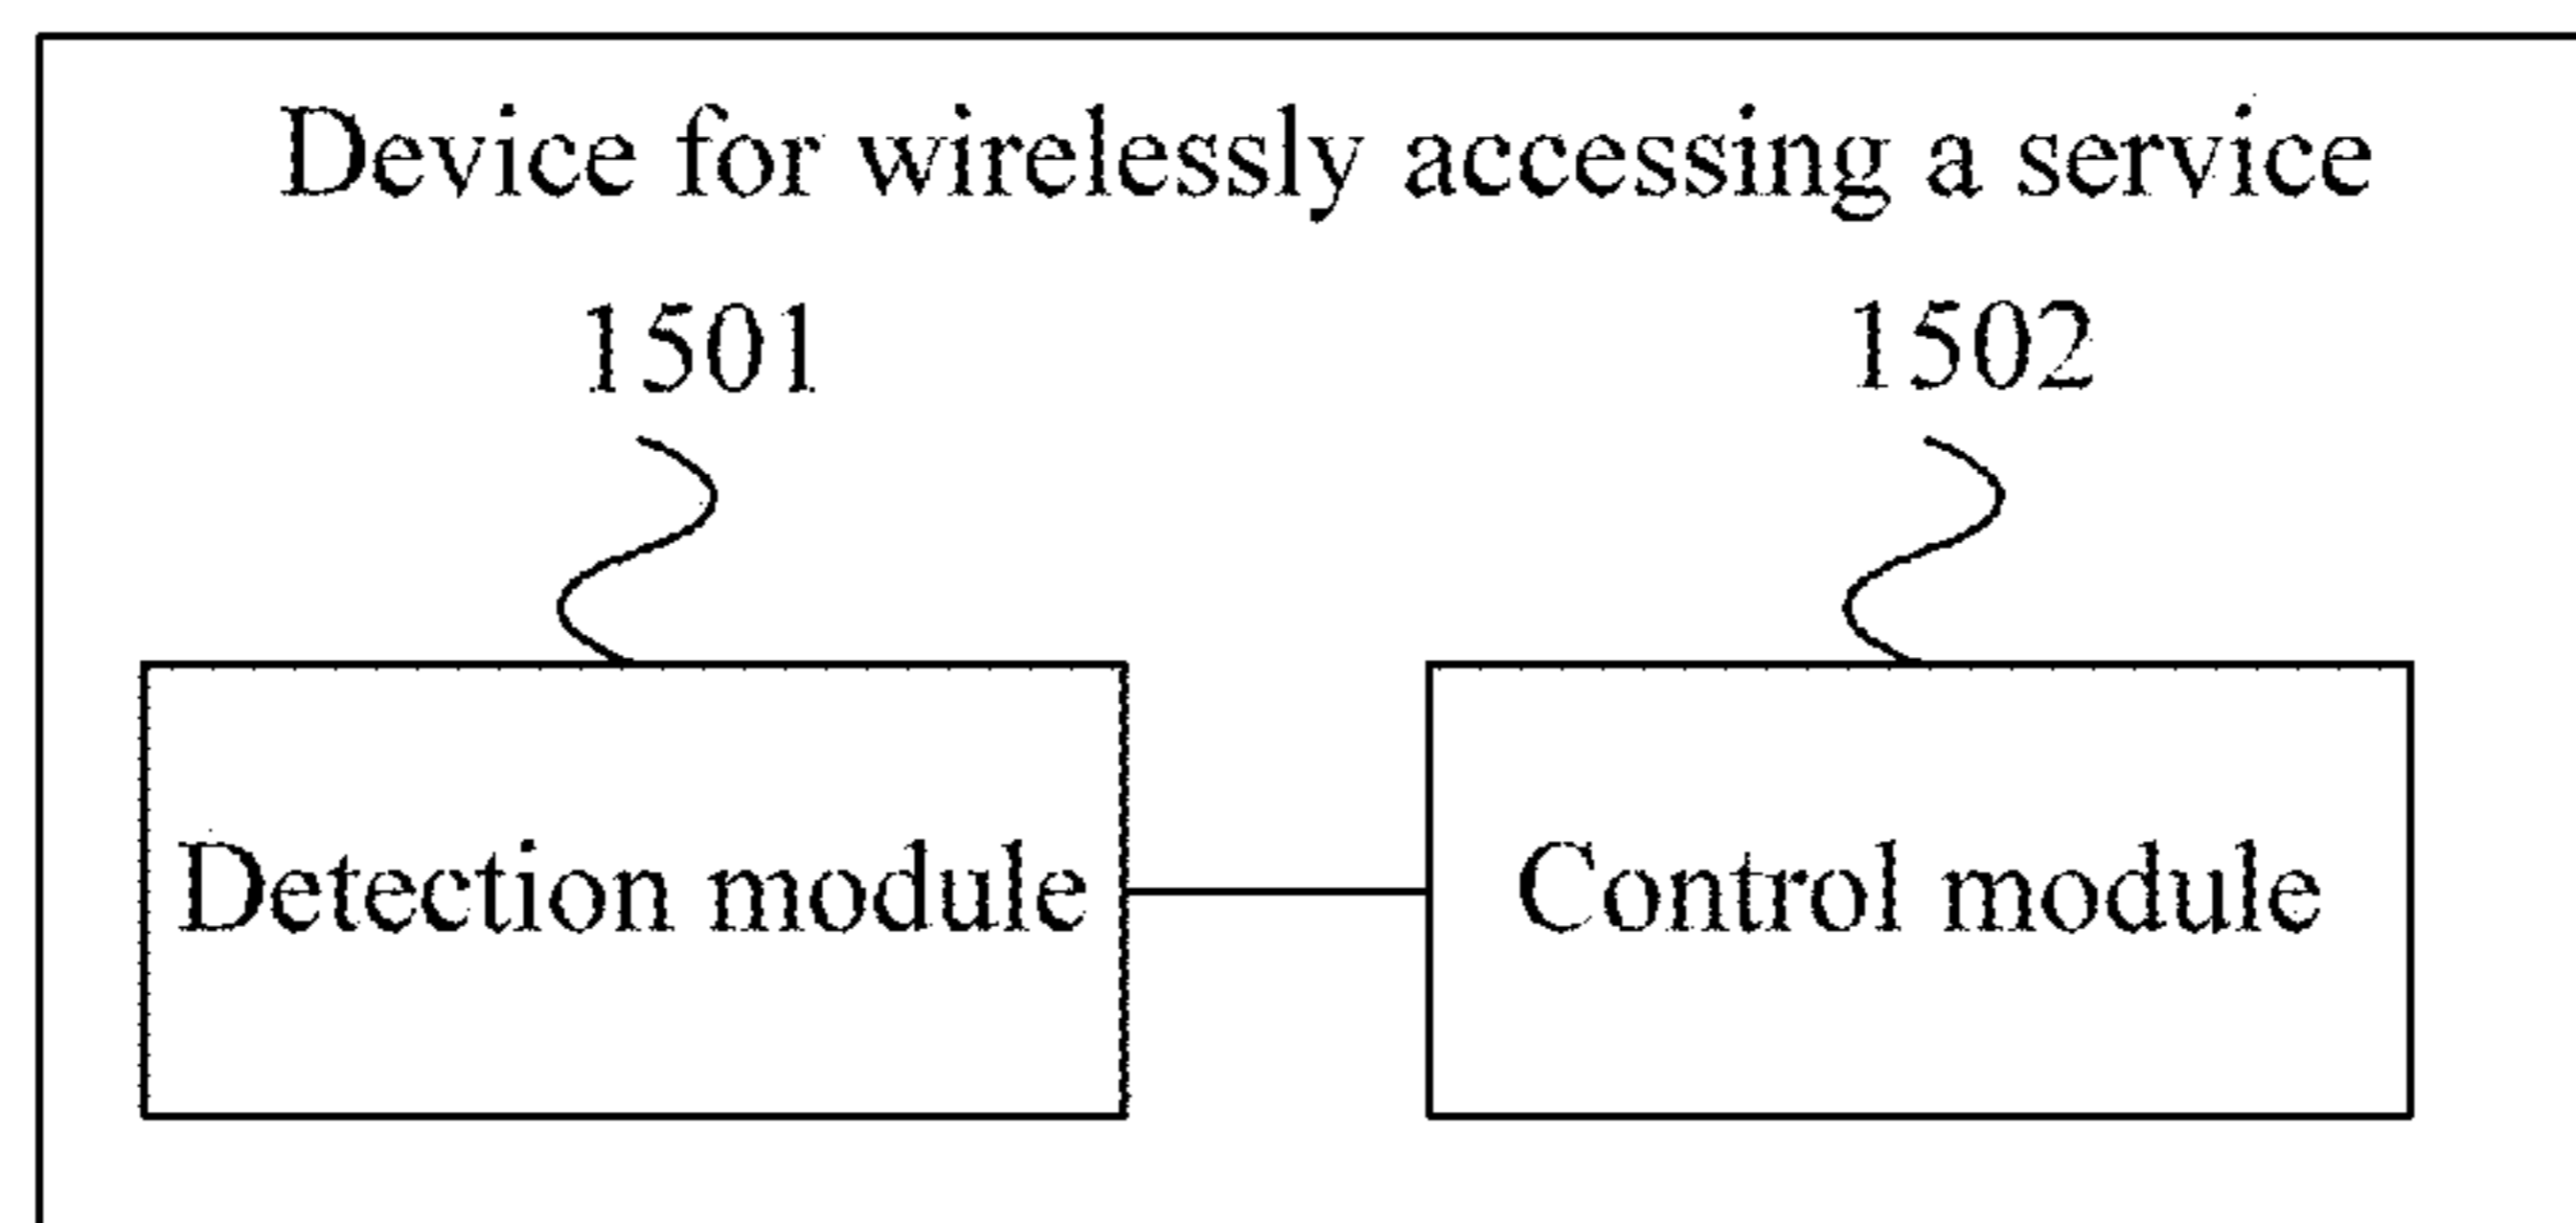 Device for wirelessly accessing a service
1501 1502
Detection module Control module